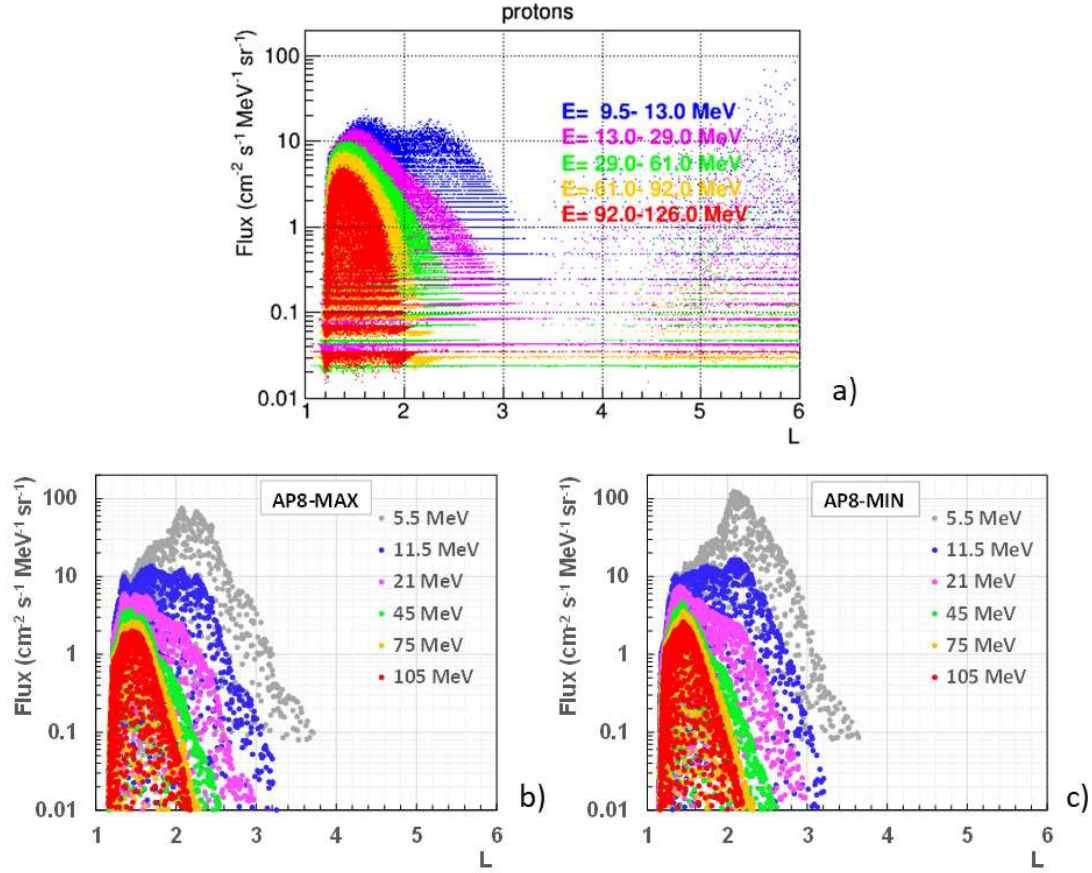 protons
Flux (cm⁻² s⁻¹ MeV⁻¹ sr⁻¹)
100
10
1
0.1
0.01
E= 9.5- 13.0 MeV
E= 13.0- 29.0 MeV
E= 29.0- 61.0 MeV
E= 61.0- 92.0 MeV
E= 92.0-126.0 MeV
1 2 3 4 5 6
L
a)
Flux (cm⁻² s⁻¹ MeV⁻¹ sr⁻¹)
100
10
1
0.1
0.01
AP8-MAX
5.5 MeV
11.5 MeV
21 MeV
45 MeV
75 MeV
105 MeV
1 2 3 4 5 6
L
b)
Flux (cm⁻² s⁻¹ MeV⁻¹ sr⁻¹)
100
10
1
0.1
0.01
AP8-MIN
5.5 MeV
11.5 MeV
21 MeV
45 MeV
75 MeV
105 MeV
1 2 3 4 5 6
L
c)